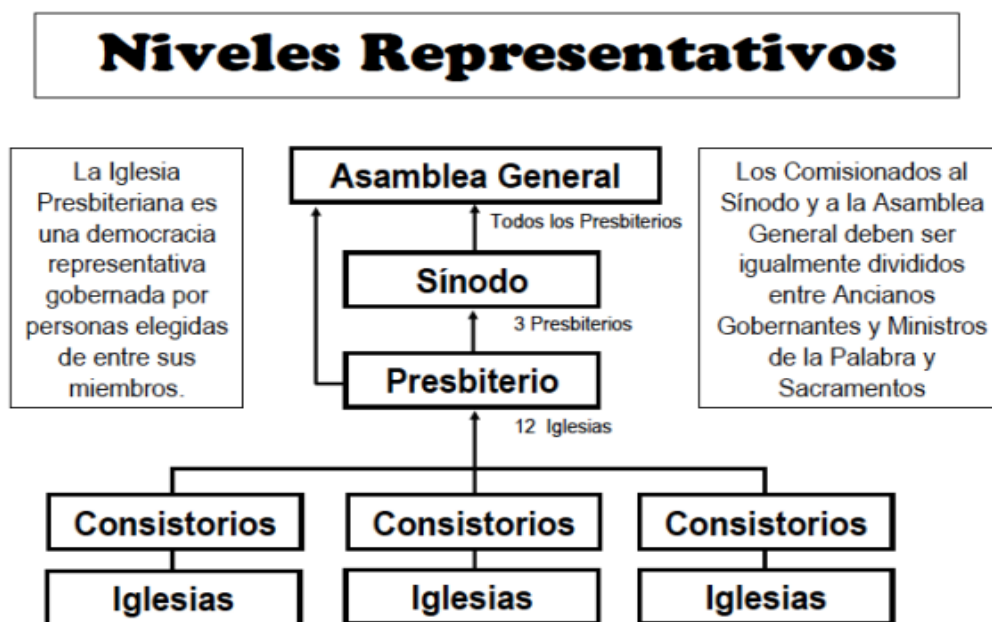 Niveles Representativos
La Iglesia
Presbiteriana es
una democracia
representativa
gobernada por
personas elegidas
de entre sus
miembros.
Asamblea General
Todos los Presbiterios
Sínodo
3 Presbiterios
Presbiterio
12 Iglesias
Los Comisionados al
Sínodo y a la Asamblea
General deben ser
igualmente divididos
entre Ancianos
Gobernantes y Ministros
de la Palabra y
Sacramentos
Consistorios Consistorios Consistorios
Iglesias Iglesias Iglesias